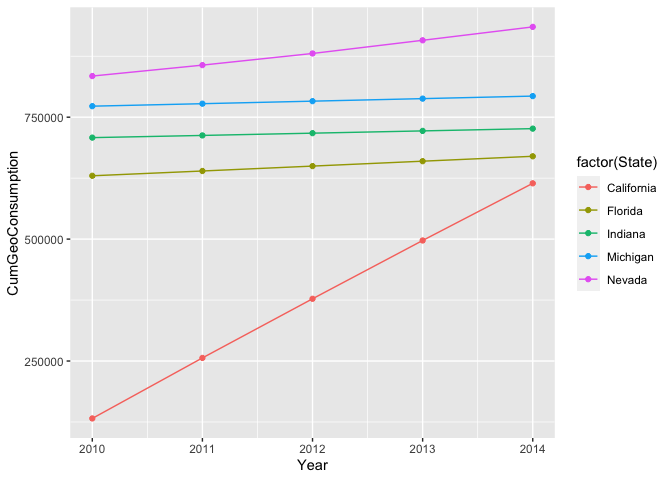 CumGeoConsumption
750000
500000
250000
2010 2011 2012 2013 2014
Year
factor(State)
California
Florida
Indiana
Michigan
Nevada